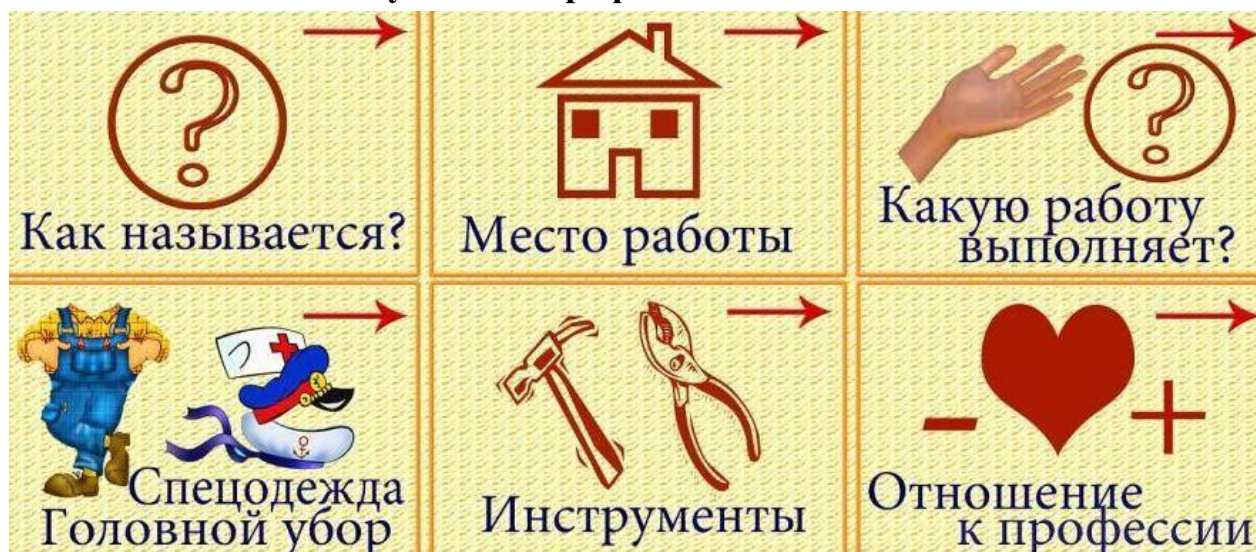 Как называется?
Место работы
Какую работу
выполняет?
Спецодежда
Головной убор
Инструменты
Отношение
к профессии